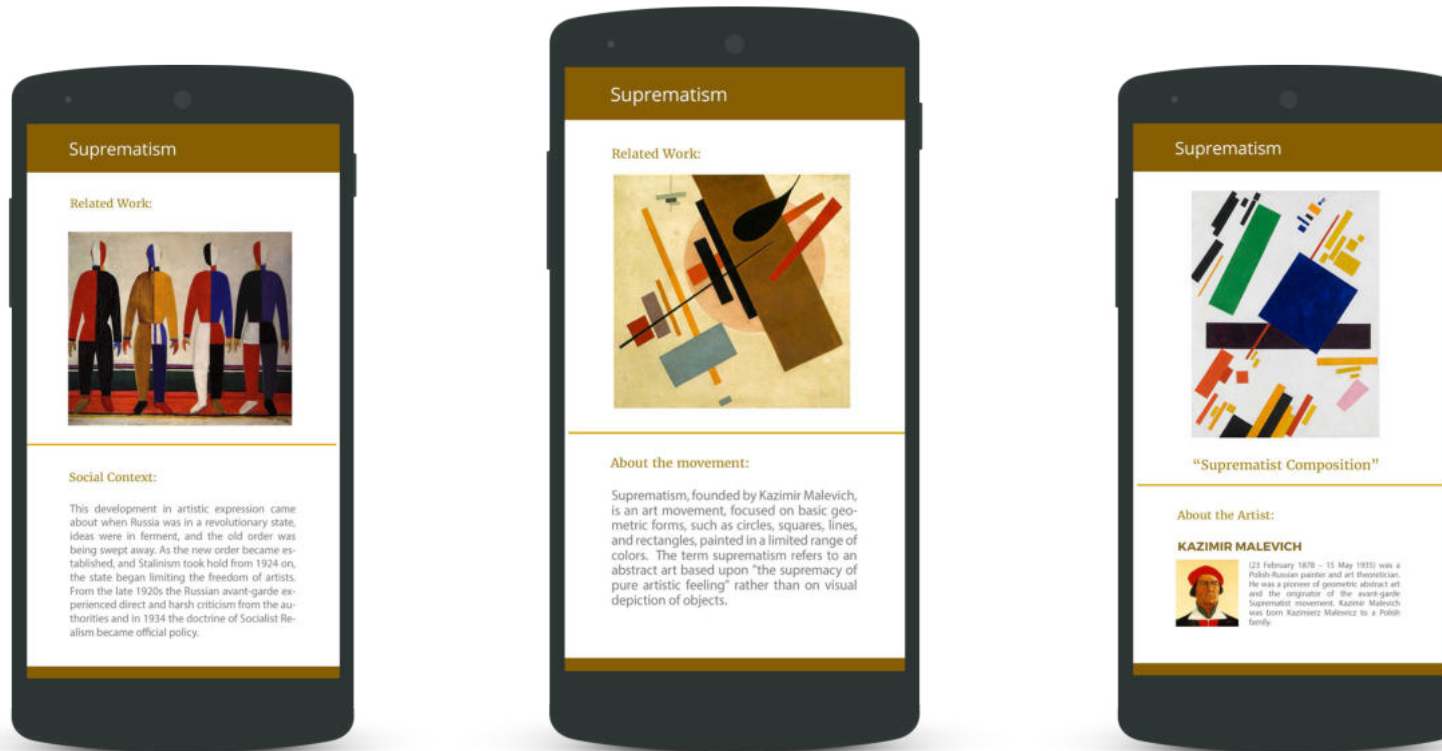 Suprematism
Related Work:
Social Context:
This development in artistic expression came
about when Russia was in a revolutionary state,
ideas were in ferment, and the old order was
being swept away. As the new order became es-
tablished, and Stalinism took hold from 1924 on,
the state began limiting the freedom of artists.
From the late 1920s the Russian avant-garde ex-
perienced direct and harsh criticism from the au-
thorities and in 1934 the doctrine of Socialist Re-
alism became official policy.
Suprematism
Related Work:
About the movement:
Suprematism, founded by Kazimir Malevich,
is an art movement, focused on basic geo-
metric forms, such as circles, squares, lines,
and rectangles, painted in a limited range of
colors. The term suprematism refers to an
abstract art based upon "the supremacy of
pure artistic feeling" rather than on visual
depiction of objects.
Suprematism
“Suprematist Composition”
About the Artist:
KAZIMIR MALEVICH
(23 February 1878 – 15 May 1935) was a
Polish-Russian painter and art theoretician.
He was a pioneer of geometric abstract art
and the originator of the avant-garde
Suprematist movement. Kazimir Malevich
was born Kazimierz Malewicz to a Polish
family.